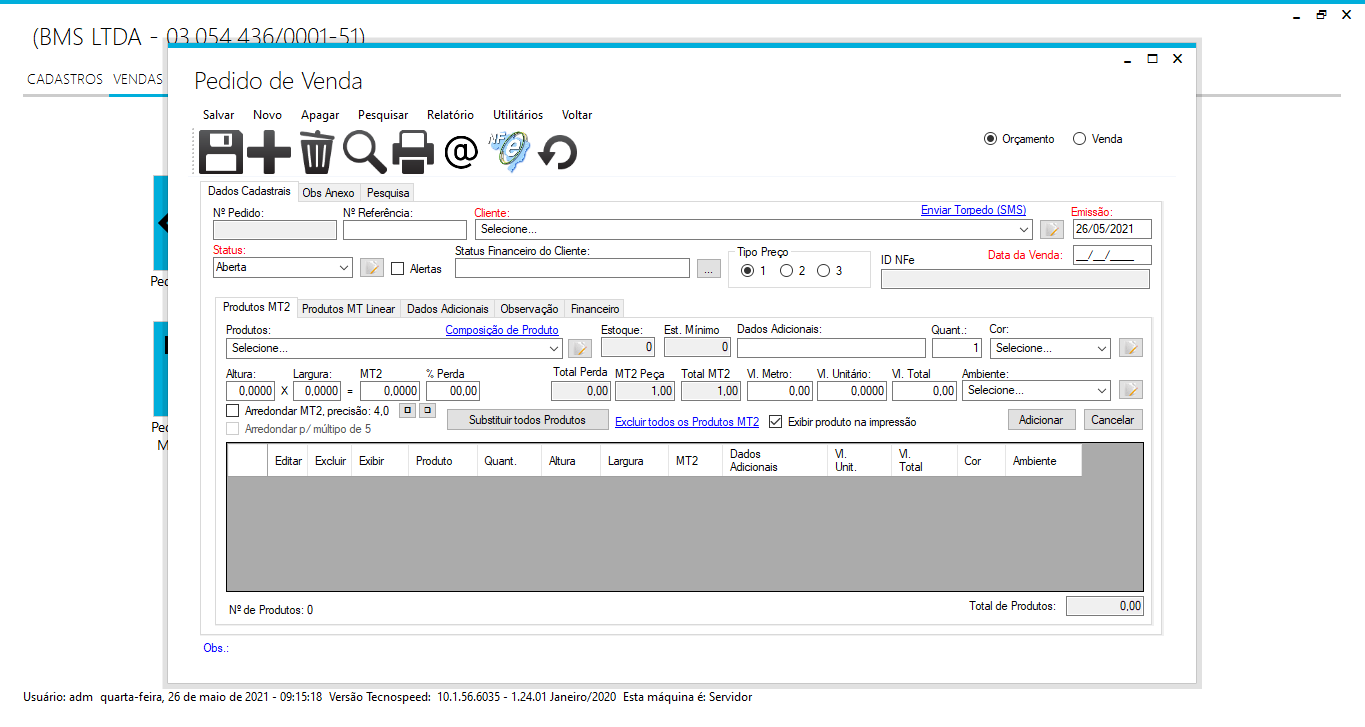 (BMS LTDA - 03.054.436/0001-51)
CADASTROS VENDAS
Pedido de Venda
Salvar Novo Apagar Pesquisar Relatório Utilitários Voltar
@ NF e
Orçamento Venda
Dados Cadastrais Obs Anexo Pesquisa
Nº Pedido: Nº Referência: Cliente: Enviar Torpedo (SMS) Emissão:
Selecione... 26/05/2021
Status: Status Financeiro do Cliente: Tipo Preço ID NFe Data da Venda: __/__/____
Aberta Alertas ... 1 2 3
Produtos MT2 Produtos MT Linear Dados Adicionais Observação Financeiro
Produtos: Composição de Produto Estoque: Est. Mínimo Dados Adicionais: Quant.: Cor:
Selecione... 0 0 1 Selecione...
Altura: Largura: MT2 % Perda Total Perda MT2 Peça Total MT2 Vl. Metro: Vl. Unitário: Vl. Total Ambiente:
0,0000 X 0,0000 = 0,0000 00,00 0,00 1,00 1,00 0,00 0,0000 0,00 Selecione...
Arredondar MT2, precisão: 4,0 Substituir todos Produtos Excluir todos os Produtos MT2 Exibir produto na impressão Adicionar Cancelar
Arredondar p/ múltipo de 5
Editar Excluir Exibir Produto Quant. Altura Largura MT2 Dados Adicionais Vl. Unit. Vl. Total Cor Ambiente
Nº de Produtos: 0 Total de Produtos: 0,00
Obs.:
Usuário: adm quarta-feira, 26 de maio de 2021 - 09:15:18 Versão Tecnospeed: 10.1.56.6035 - 1.24.01 Janeiro/2020 Esta máquina é: Servidor